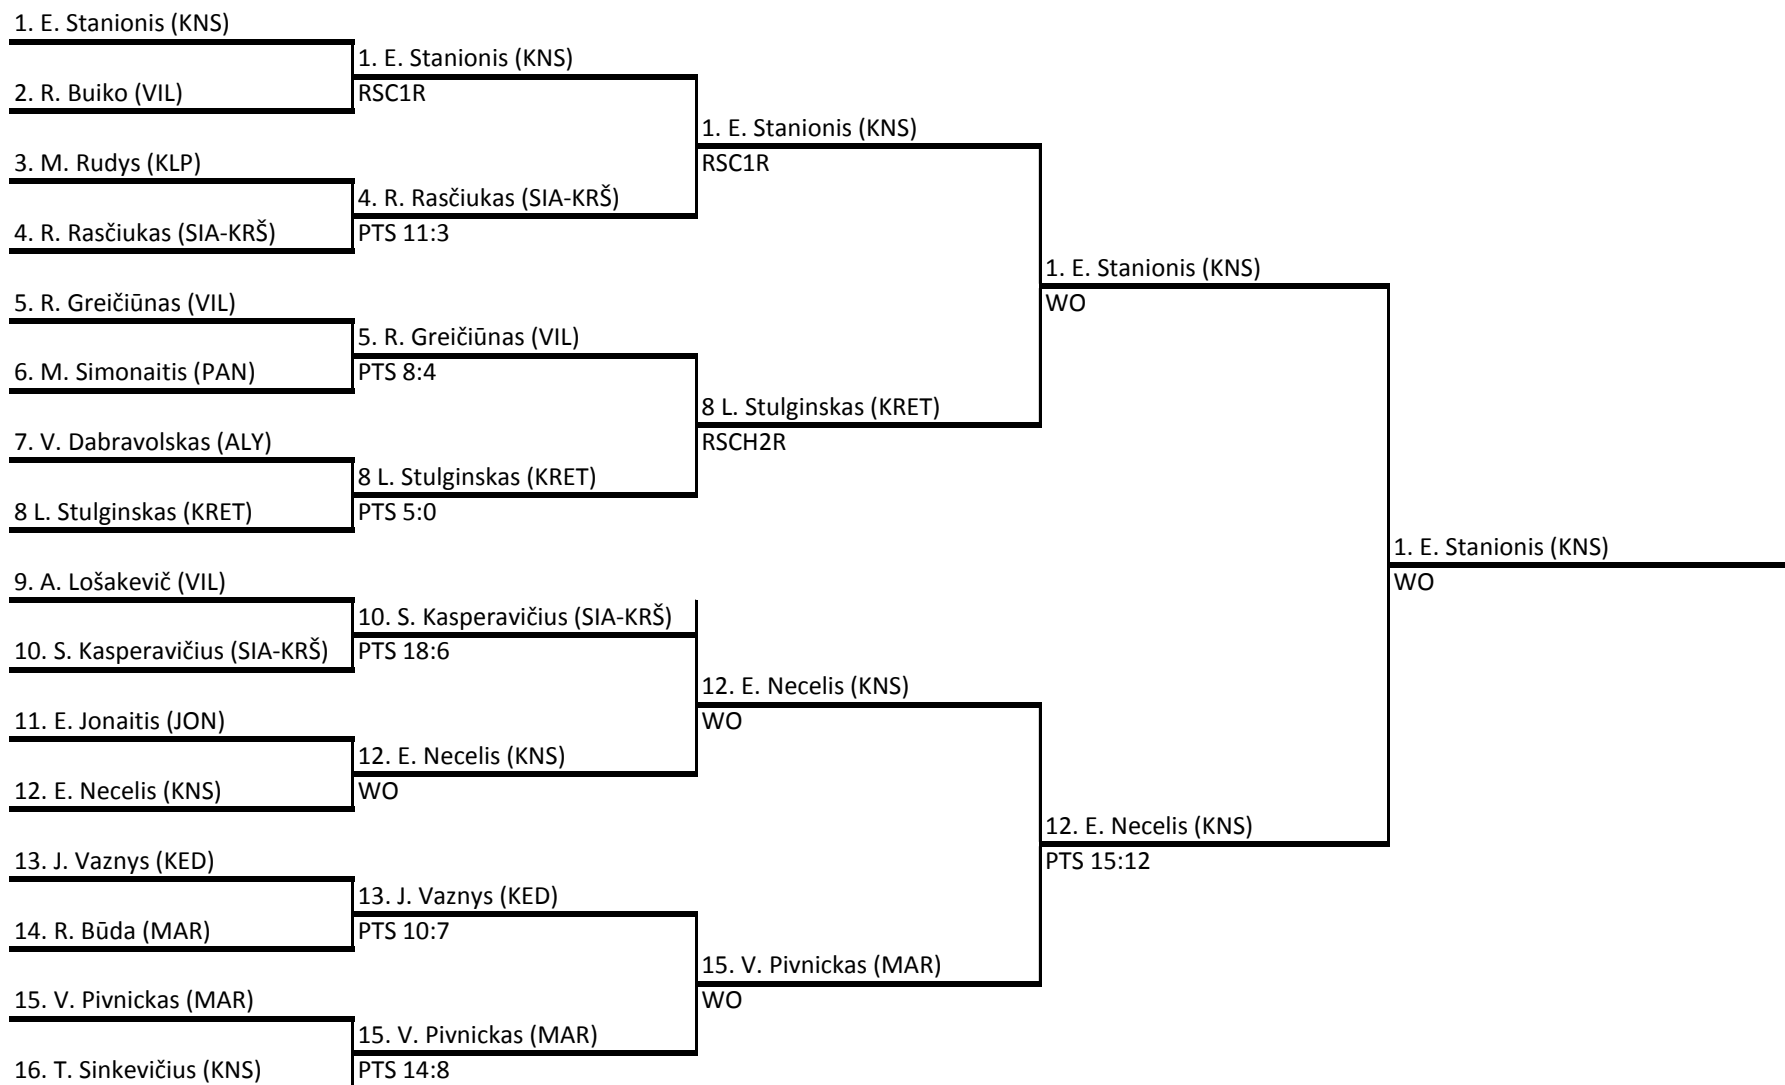 1. E. Stanionis (KNS)
2. R. Buiko (VIL)
3. M. Rudys (KLP)
4. R. Rasčiukas (SIA-KRŠ)
5. R. Greičiūnas (VIL)
6. M. Simonaitis (PAN)
7. V. Dabravolskas (ALY)
8 L. Stulginskas (KRET)
9. A. Lošakevič (VIL)
10. S. Kasperavičius (SIA-KRŠ)
11. E. Jonaitis (JON)
12. E. Necelis (KNS)
13. J. Vaznys (KED)
14. R. Būda (MAR)
15. V. Pivnickas (MAR)
16. T. Sinkevičius (KNS)
1. E. Stanionis (KNS)
RSC1R
4. R. Rasčiukas (SIA-KRŠ)
PTS 11:3
5. R. Greičiūnas (VIL)
PTS 8:4
8 L. Stulginskas (KRET)
PTS 5:0
10. S. Kasperavičius (SIA-KRŠ)
PTS 18:6
12. E. Necelis (KNS)
WO
13. J. Vaznys (KED)
PTS 10:7
15. V. Pivnickas (MAR)
PTS 14:8
1. E. Stanionis (KNS)
RSC1R
8 L. Stulginskas (KRET)
RSCH2R
12. E. Necelis (KNS)
WO
15. V. Pivnickas (MAR)
WO
1. E. Stanionis (KNS)
WO
12. E. Necelis (KNS)
PTS 15:12
1. E. Stanionis (KNS)
WO